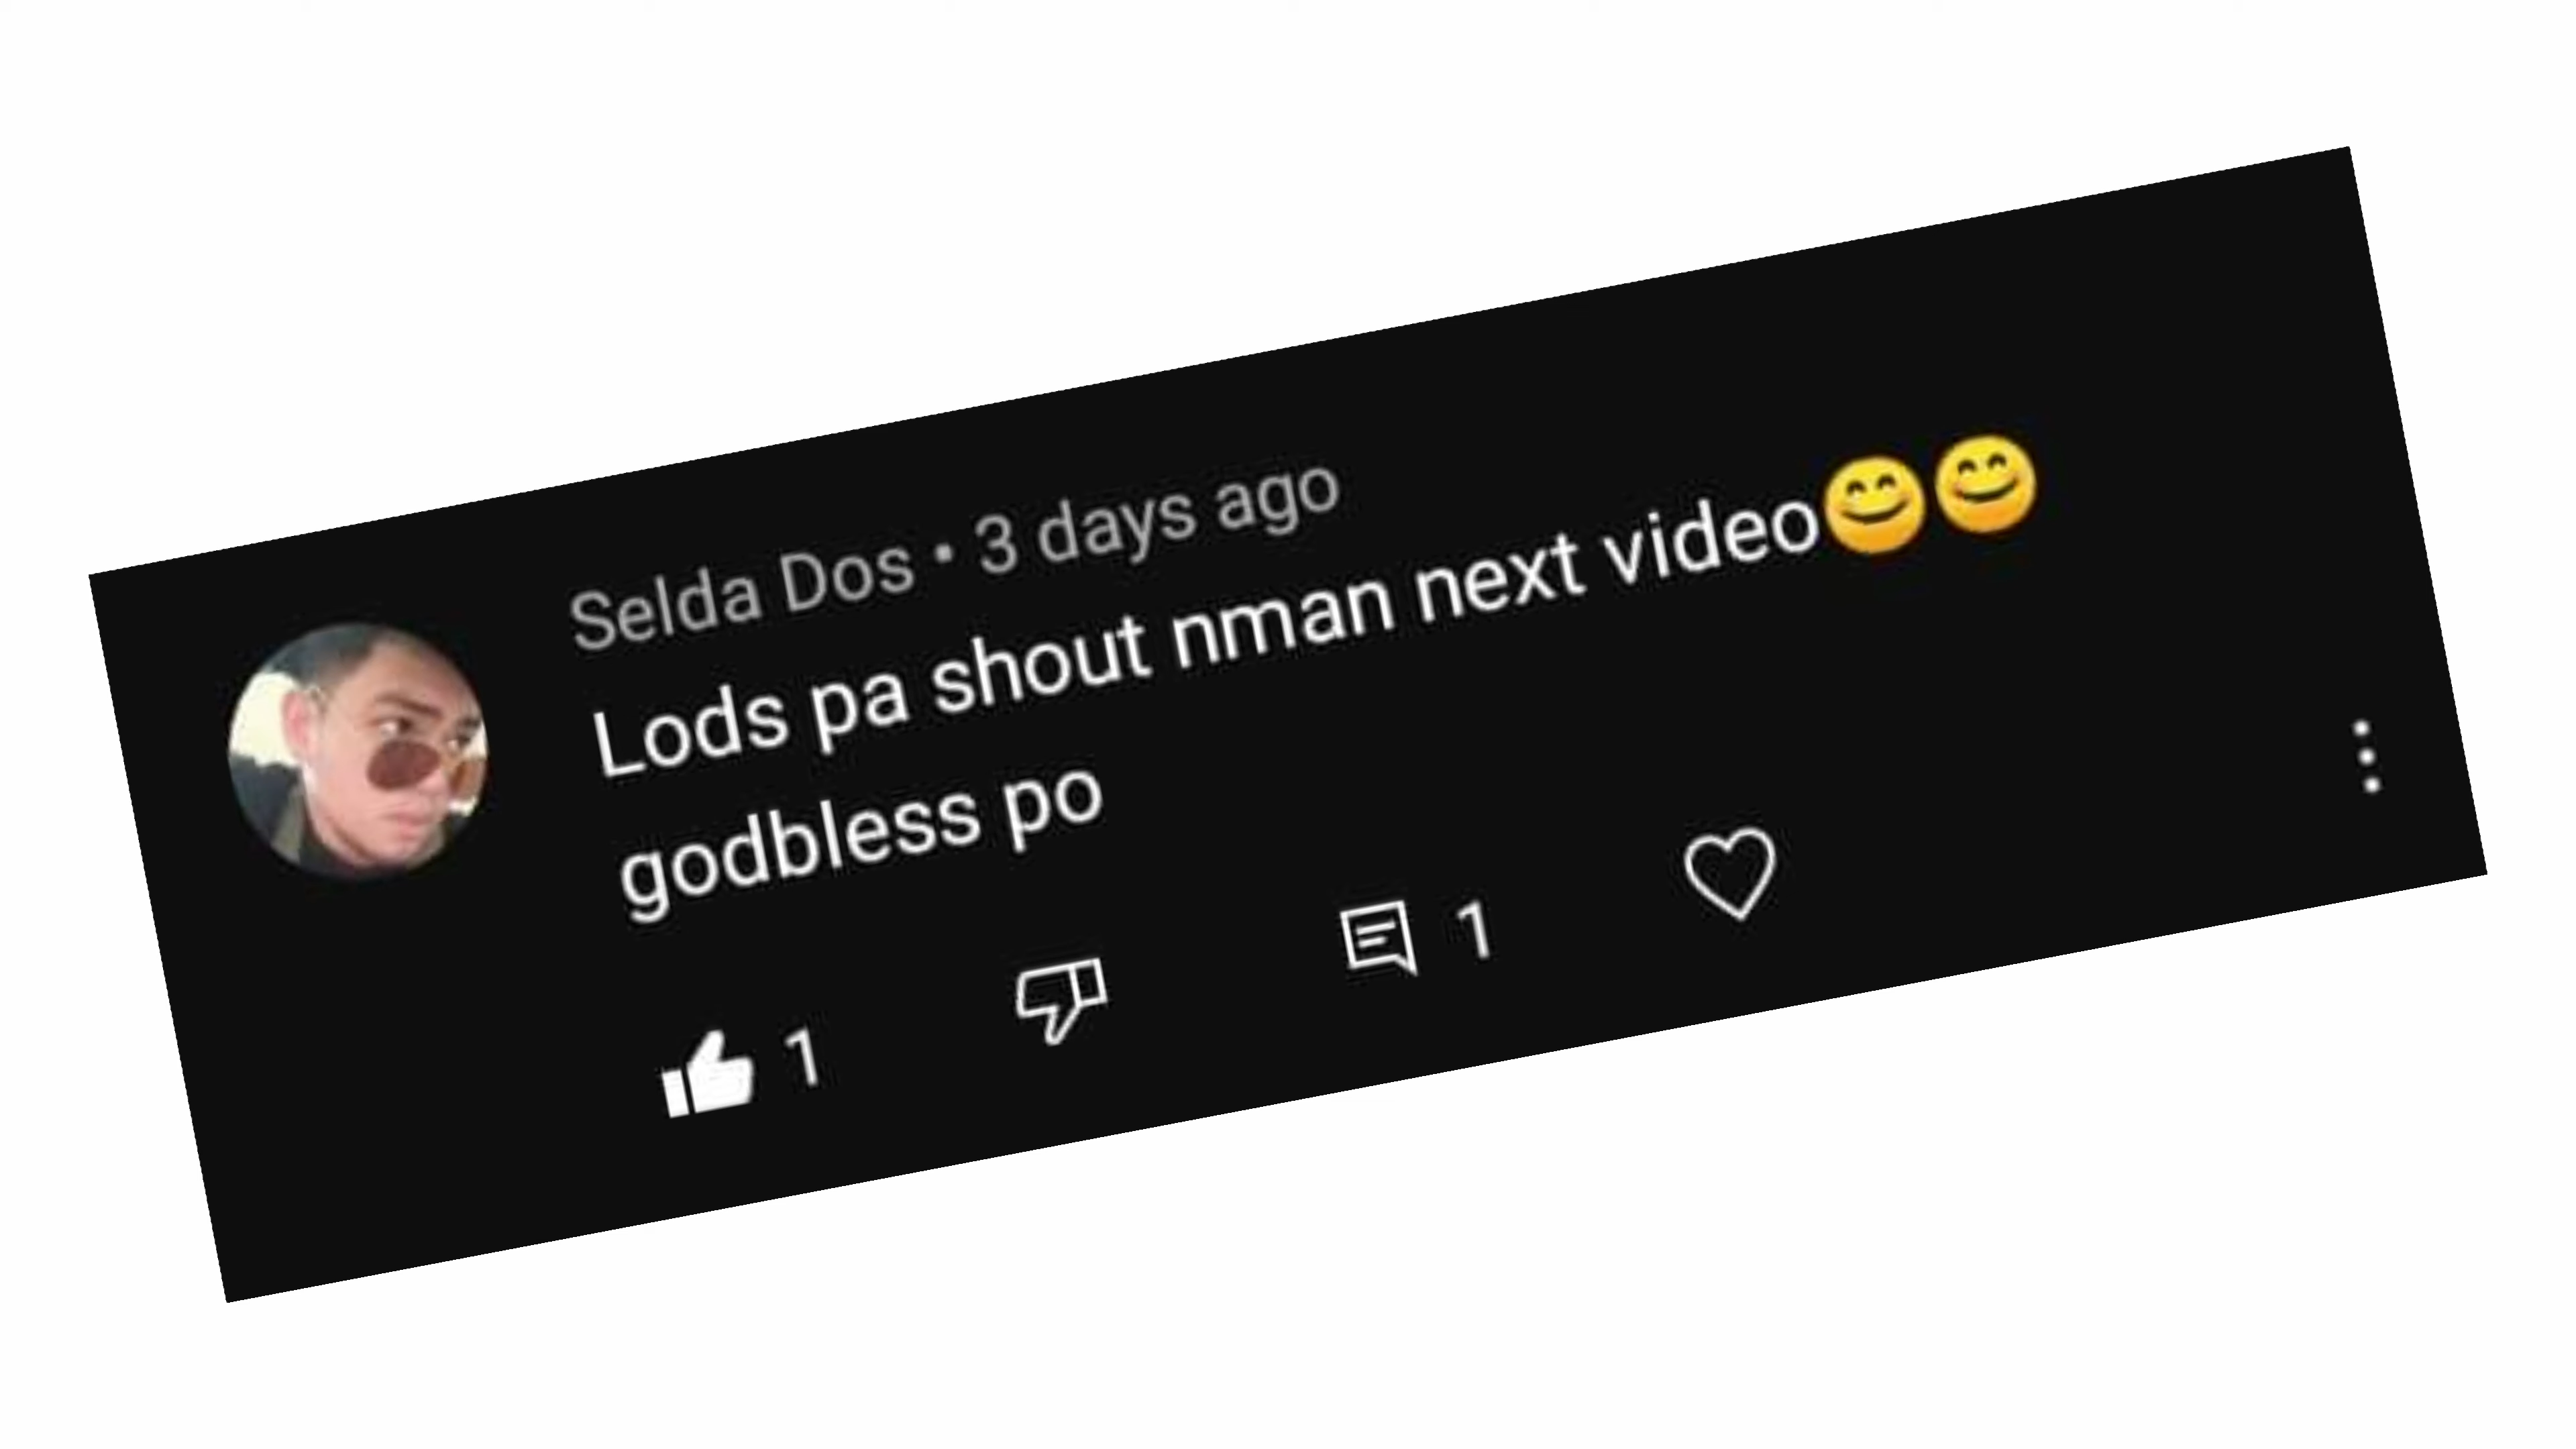 Selda Dos • 3 days ago
Lods pa shout nman next video😊😊
godbless po
1 1